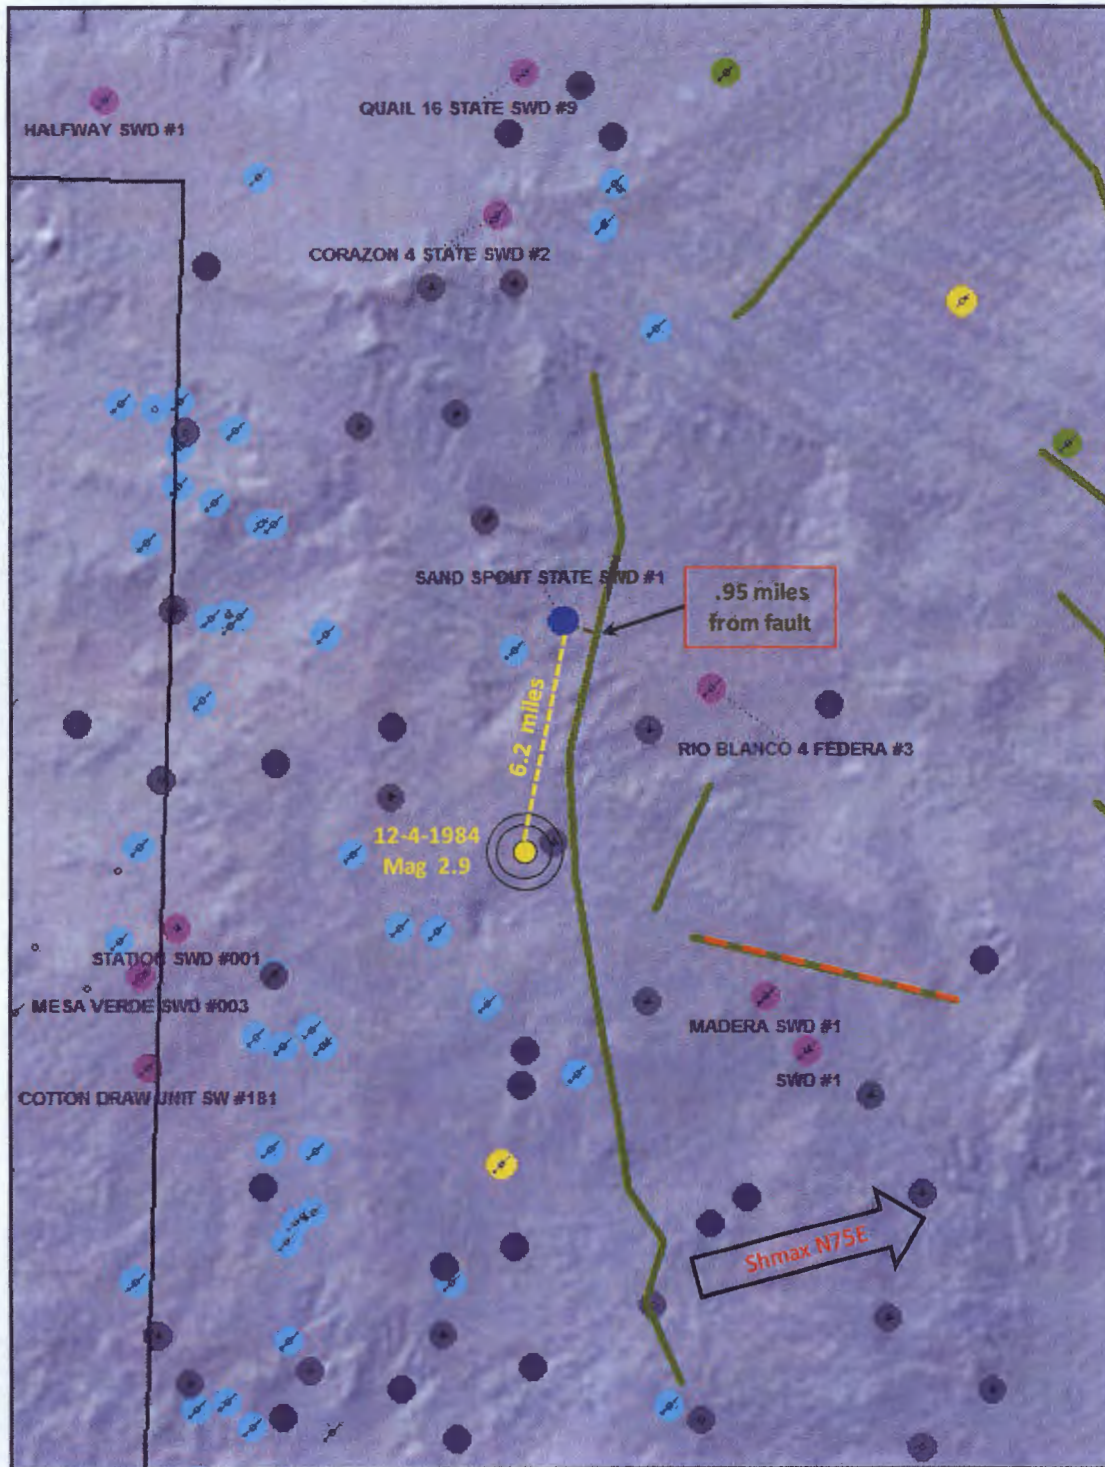 QUAIL 16 STATE SWD #9
HALFWAY SWD #1
CORAZON 4 STATE SWD #2
SAND SPOUT STATE SWD #1
.95 miles
from fault
6.2 miles
RIO BLANCO 4 FEDERA #3
12-4-1984
Mag 2.9
STATION SWD #001
MESA VERDE SWD #003
MADERA SWD #1
SWD #1
COTTON DRAW UNIT SW #181
Shmax N75E